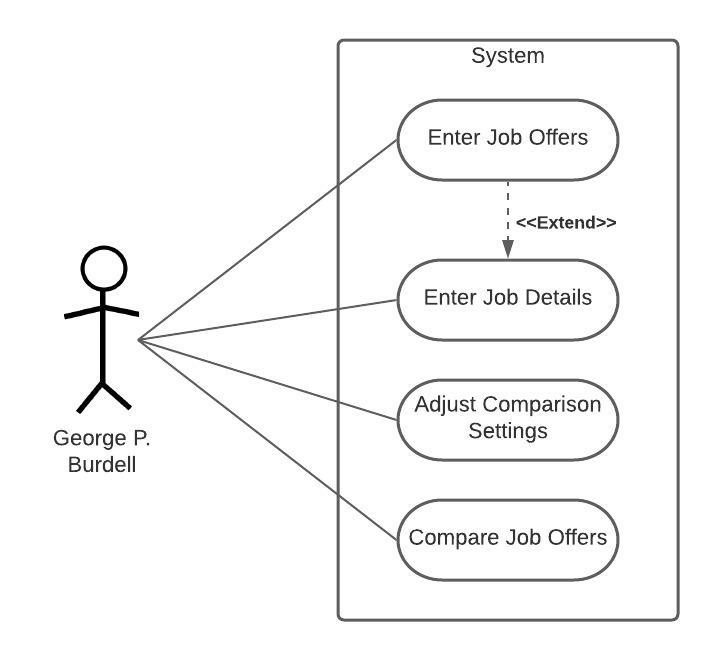 System
Enter Job Offers
<<Extend>>
Enter Job Details
Adjust Comparison
Settings
George P.
Burdell
Compare Job Offers